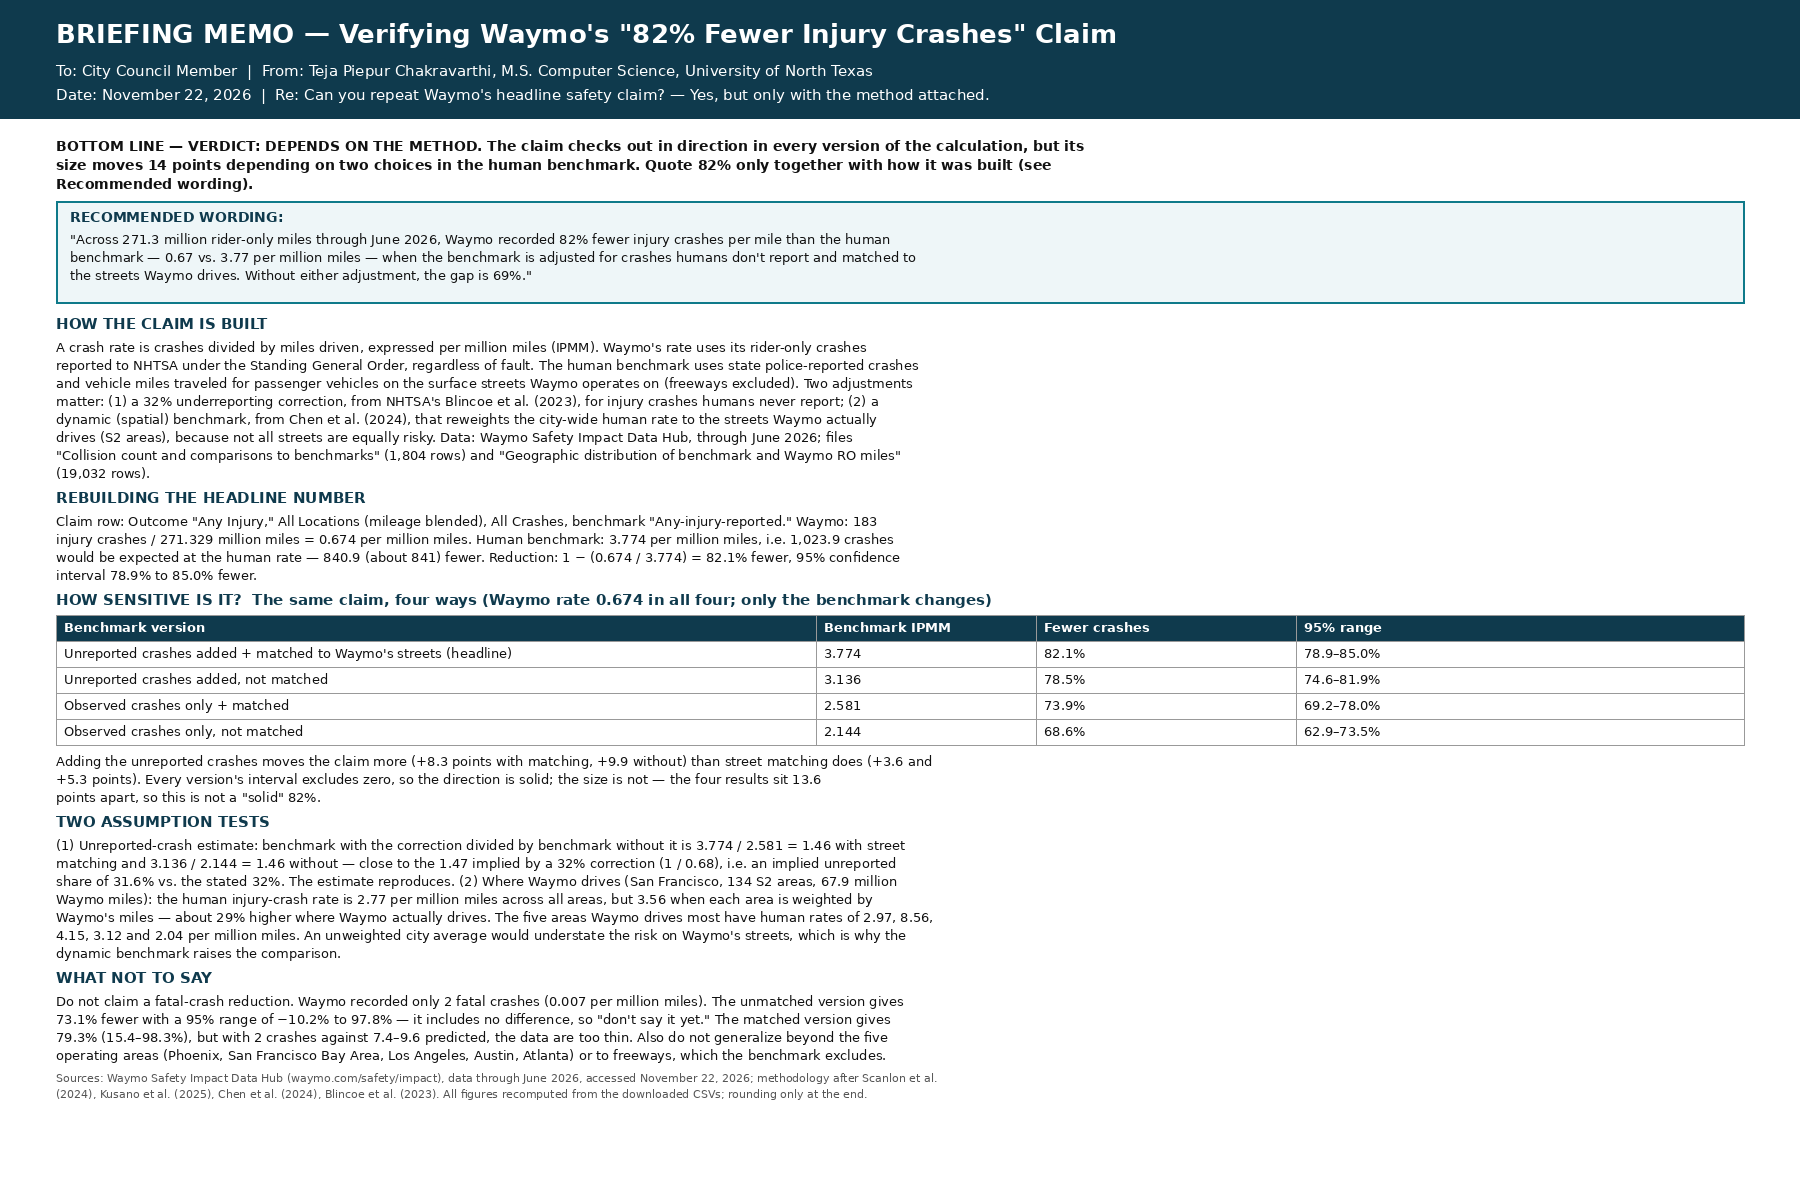 BRIEFING MEMO — Verifying Waymo's "82% Fewer Injury Crashes" Claim
To: City Council Member | From: Teja Piepur Chakravarthi, M.S. Computer Science, University of North Texas
Date: November 22, 2026 | Re: Can you repeat Waymo's headline safety claim? — Yes, but only with the method attached.
BOTTOM LINE — VERDICT: DEPENDS ON THE METHOD. The claim checks out in direction in every version of the calculation, but its
size moves 14 points depending on two choices in the human benchmark. Quote 82% only together with how it was built (see
Recommended wording).
RECOMMENDED WORDING:
"Across 271.3 million rider-only miles through June 2026, Waymo recorded 82% fewer injury crashes per mile than the human
benchmark — 0.67 vs. 3.77 per million miles — when the benchmark is adjusted for crashes humans don't report and matched to
the streets Waymo drives. Without either adjustment, the gap is 69%."
HOW THE CLAIM IS BUILT
A crash rate is crashes divided by miles driven, expressed per million miles (IPMM). Waymo's rate uses its rider-only crashes
reported to NHTSA under the Standing General Order, regardless of fault. The human benchmark uses state police-reported crashes
and vehicle miles traveled for passenger vehicles on the surface streets Waymo operates on (freeways excluded). Two adjustments
matter: (1) a 32% underreporting correction, from NHTSA's Blincoe et al. (2023), for injury crashes humans never report; (2) a
dynamic (spatial) benchmark, from Chen et al. (2024), that reweights the city-wide human rate to the streets Waymo actually
drives (S2 areas), because not all streets are equally risky. Data: Waymo Safety Impact Data Hub, through June 2026; files
"Collision count and comparisons to benchmarks" (1,804 rows) and "Geographic distribution of benchmark and Waymo RO miles"
(19,032 rows).
REBUILDING THE HEADLINE NUMBER
Claim row: Outcome "Any Injury," All Locations (mileage blended), All Crashes, benchmark "Any-injury-reported." Waymo: 183
injury crashes / 271.329 million miles = 0.674 per million miles. Human benchmark: 3.774 per million miles, i.e. 1,023.9 crashes
would be expected at the human rate — 840.9 (about 841) fewer. Reduction: 1 − (0.674 / 3.774) = 82.1% fewer, 95% confidence
interval 78.9% to 85.0% fewer.
HOW SENSITIVE IS IT? The same claim, four ways (Waymo rate 0.674 in all four; only the benchmark changes)
Benchmark version Benchmark IPMM Fewer crashes 95% range
Unreported crashes added + matched to Waymo's streets (headline) 3.774 82.1% 78.9–85.0%
Unreported crashes added, not matched 3.136 78.5% 74.6–81.9%
Observed crashes only + matched 2.581 73.9% 69.2–78.0%
Observed crashes only, not matched 2.144 68.6% 62.9–73.5%
Adding the unreported crashes moves the claim more (+8.3 points with matching, +9.9 without) than street matching does (+3.6 and
+5.3 points). Every version's interval excludes zero, so the direction is solid; the size is not — the four results sit 13.6
points apart, so this is not a "solid" 82%.
TWO ASSUMPTION TESTS
(1) Unreported-crash estimate: benchmark with the correction divided by benchmark without it is 3.774 / 2.581 = 1.46 with street
matching and 3.136 / 2.144 = 1.46 without — close to the 1.47 implied by a 32% correction (1 / 0.68), i.e. an implied unreported
share of 31.6% vs. the stated 32%. The estimate reproduces. (2) Where Waymo drives (San Francisco, 134 S2 areas, 67.9 million
Waymo miles): the human injury-crash rate is 2.77 per million miles across all areas, but 3.56 when each area is weighted by
Waymo's miles — about 29% higher where Waymo actually drives. The five areas Waymo drives most have human rates of 2.97, 8.56,
4.15, 3.12 and 2.04 per million miles. An unweighted city average would understate the risk on Waymo's streets, which is why the
dynamic benchmark raises the comparison.
WHAT NOT TO SAY
Do not claim a fatal-crash reduction. Waymo recorded only 2 fatal crashes (0.007 per million miles). The unmatched version gives
73.1% fewer with a 95% range of −10.2% to 97.8% — it includes no difference, so "don't say it yet." The matched version gives
79.3% (15.4–98.3%), but with 2 crashes against 7.4–9.6 predicted, the data are too thin. Also do not generalize beyond the five
operating areas (Phoenix, San Francisco Bay Area, Los Angeles, Austin, Atlanta) or to freeways, which the benchmark excludes.
Sources: Waymo Safety Impact Data Hub (waymo.com/safety/impact), data through June 2026, accessed November 22, 2026; methodology after Scanlon et al.
(2024), Kusano et al. (2025), Chen et al. (2024), Blincoe et al. (2023). All figures recomputed from the downloaded CSVs; rounding only at the end.